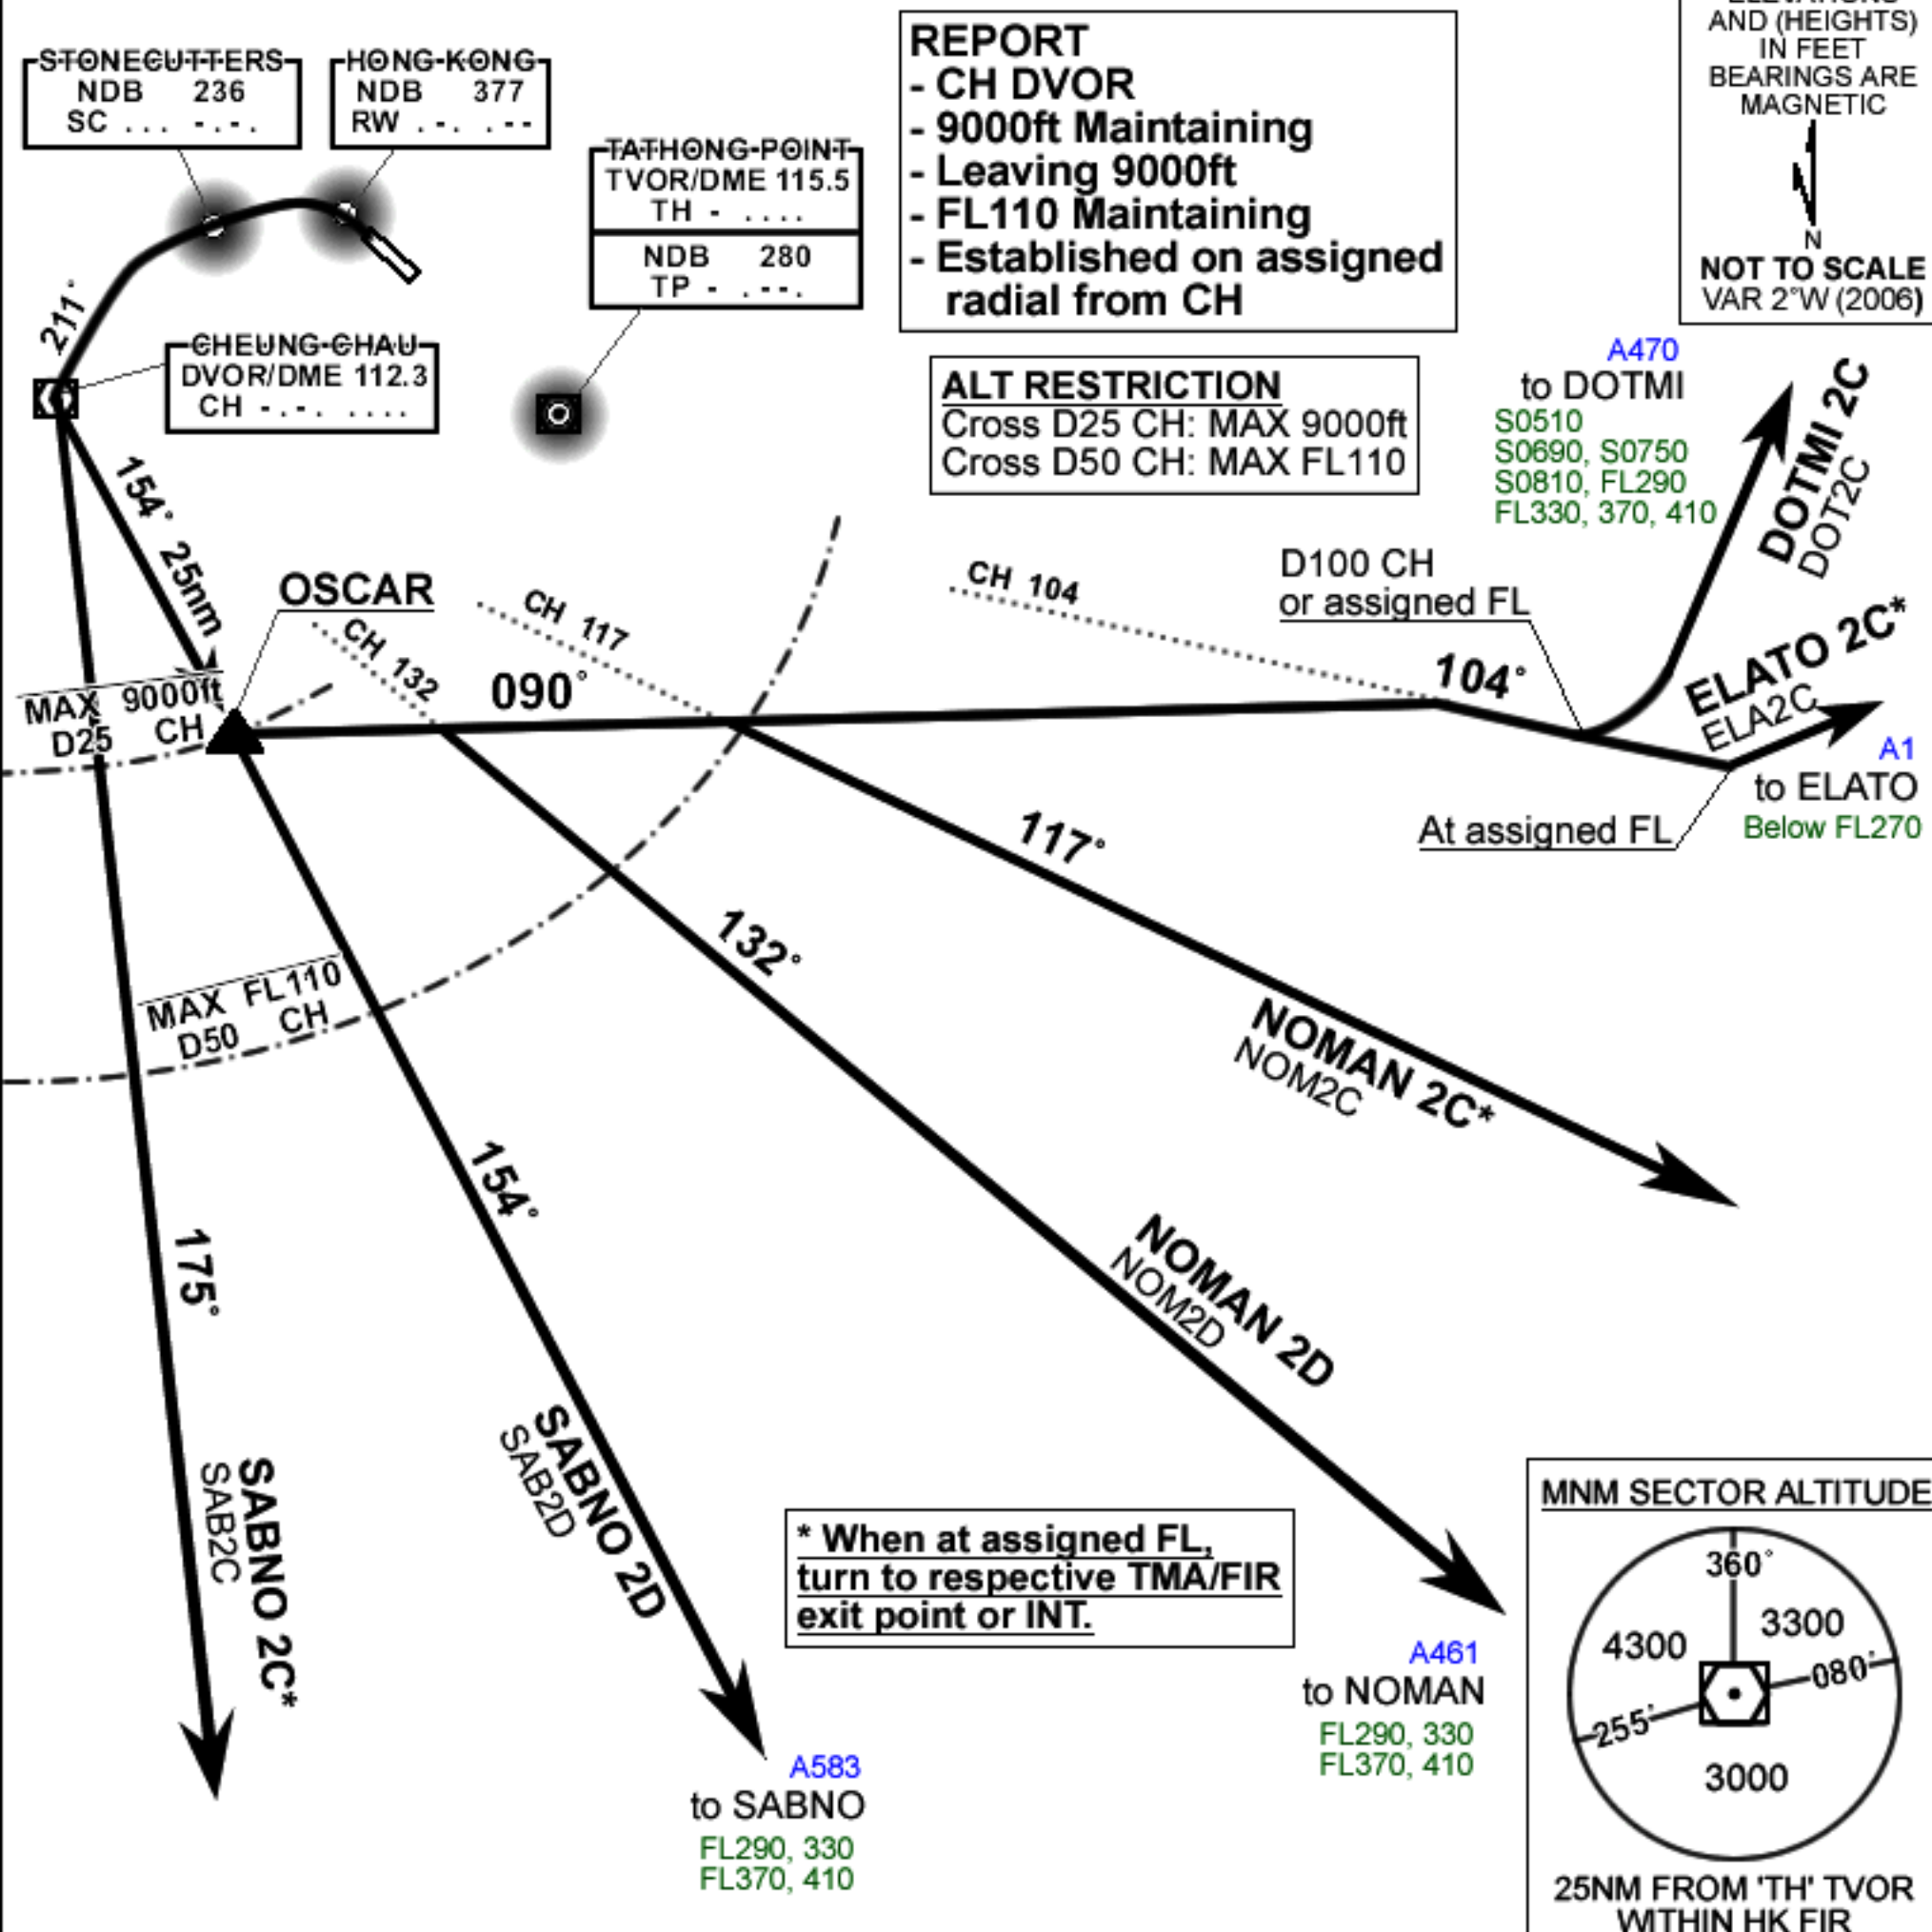 STONECUTTERS
NDB 236
SC ... -.-.
HONG-KONG
NDB 377
RW .-. .--
TATHONG-POINT
TVOR/DME 115.5
TH - ....
NDB 280
TP - .--.
CHEUNG-CHAU
DVOR/DME 112.3
CH -.-. ....
REPORT
- CH DVOR
- 9000ft Maintaining
- Leaving 9000ft
- FL110 Maintaining
- Established on assigned
radial from CH
ALT RESTRICTION
Cross D25 CH: MAX 9000ft
Cross D50 CH: MAX FL110
ELEVATIONS
AND (HEIGHTS)
IN FEET
BEARINGS ARE
MAGNETIC
N
NOT TO SCALE
VAR 2°W (2006)
A470
to DOTMI
S0510
S0690, S0750
S0810, FL290
FL330, 370, 410
DOTMI 2C
DOT2C
D100 CH
or assigned FL
ELATO 2C*
ELA2C
A1
to ELATO
Below FL270
At assigned FL
211°
154° 25nm
OSCAR
CH 132
CH 117
CH 104
090°
104°
MAX 9000ft
D25 CH
MAX FL110
D50 CH
117°
132°
154°
175°
NOMAN 2C*
NOM2C
NOMAN 2D
NOM2D
SABNO 2D
SAB2D
SABNO 2C*
SAB2C
* When at assigned FL,
turn to respective TMA/FIR
exit point or INT.
A461
to NOMAN
FL290, 330
FL370, 410
A583
to SABNO
FL290, 330
FL370, 410
MNM SECTOR ALTITUDE
360°
4300
3300
080°
255°
3000
25NM FROM 'TH' TVOR
WITHIN HK FIR